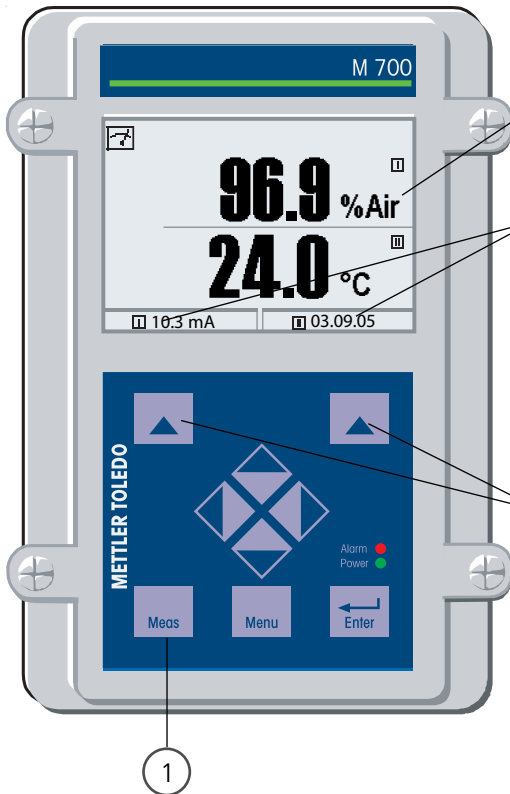 M 700
I
96.9 %Air
II
24.0 °C
I 10.3 mA
II 03.09.05
METTLER TOLEDO
Alarm
Power
Meas
Menu
Enter
1